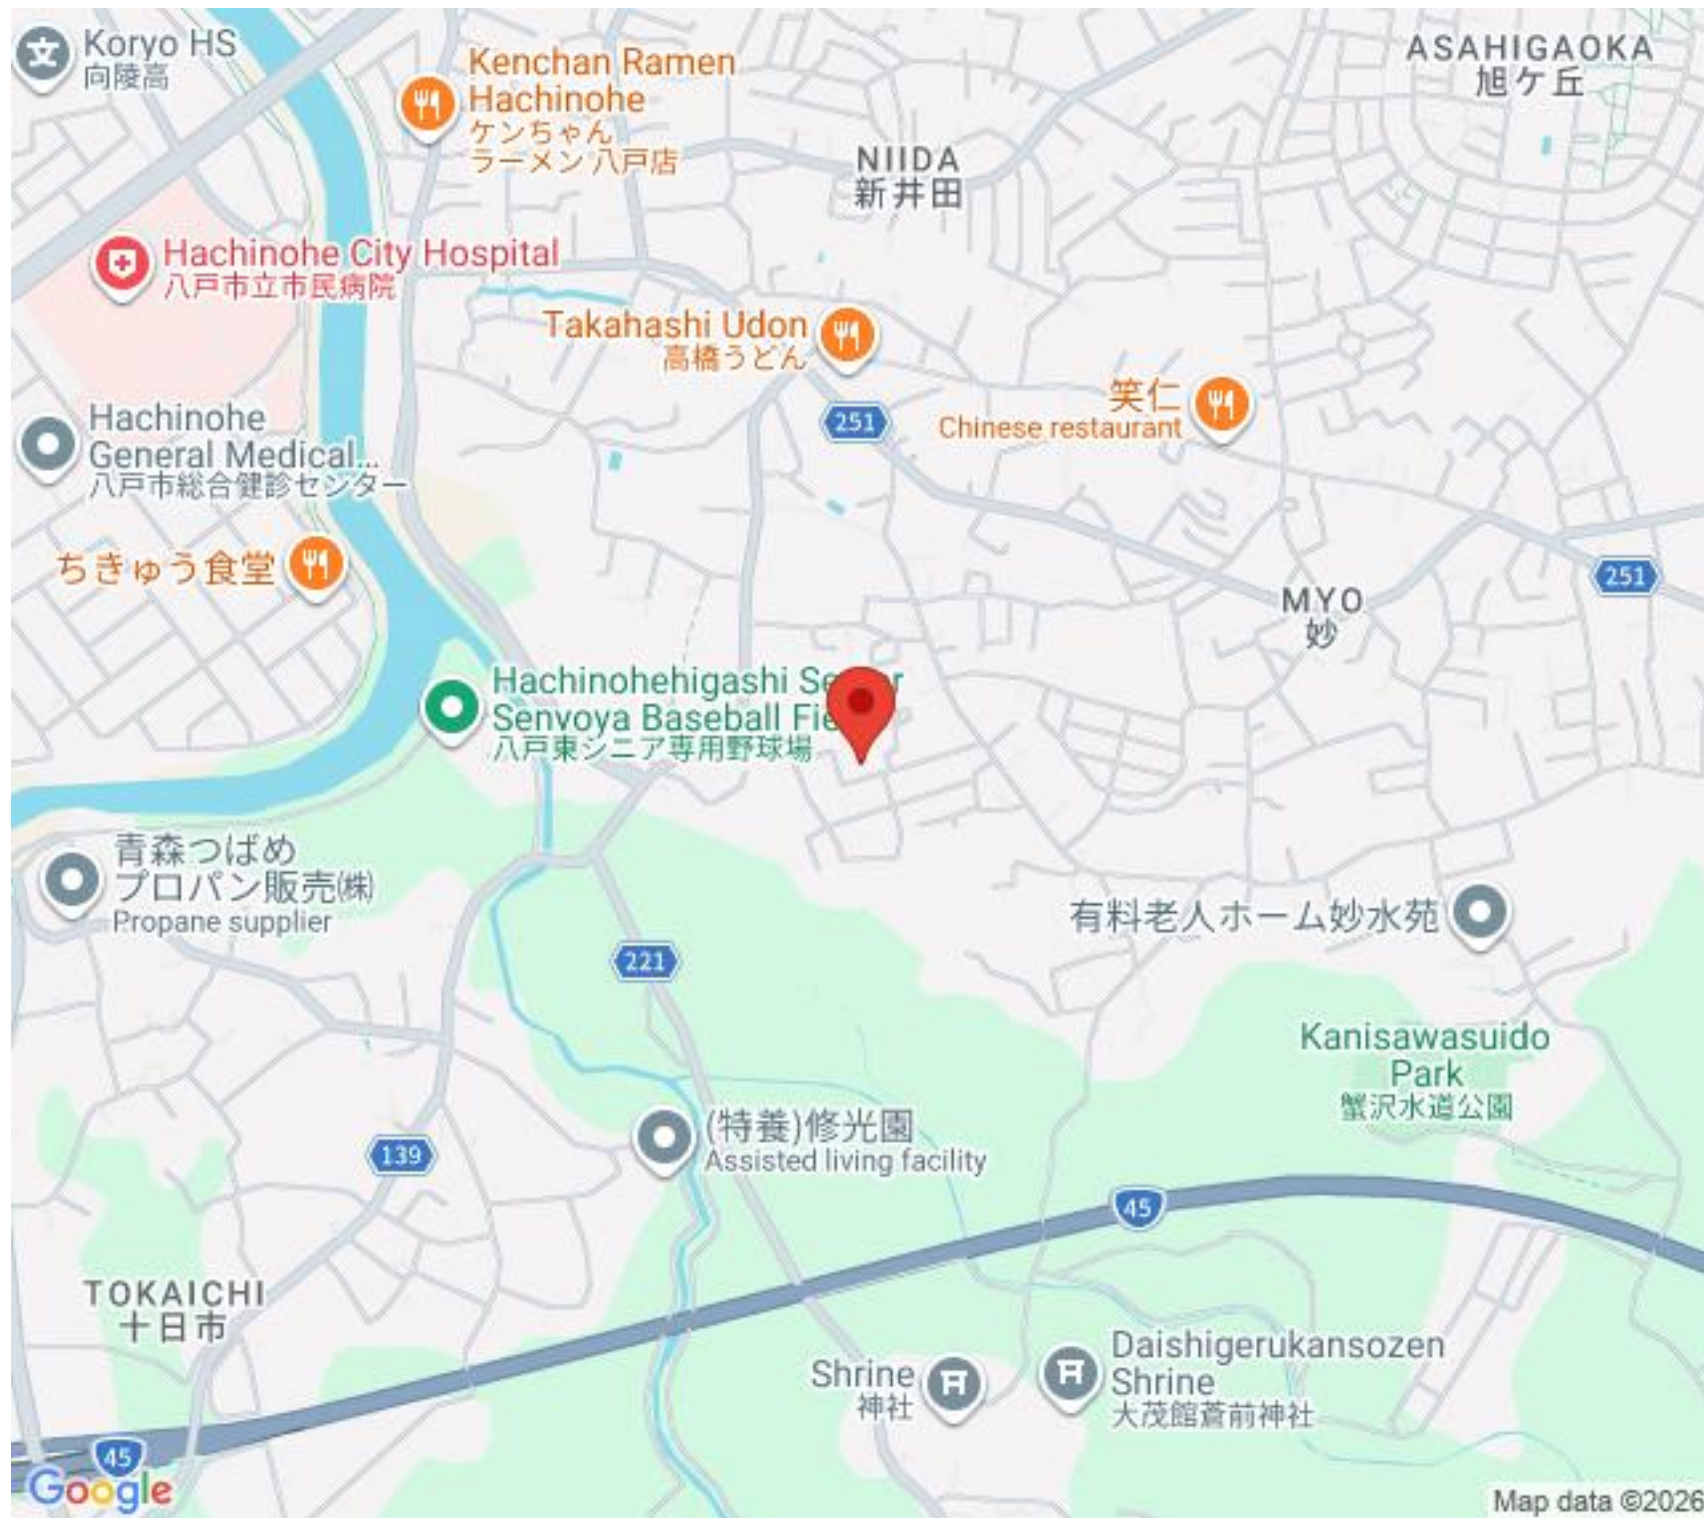 Koryo HS
向陵高
Kenchan Ramen
Hachinohe
ケンちゃん
ラーメン 八戸店
ASAHIGAOKA
旭ケ丘
NIIDA
新井田
Hachinohe City Hospital
八戸市立市民病院
Takahashi Udon
高橋うどん
笑仁
Chinese restaurant
251
Hachinohe
General Medical...
八戸市総合健診センター
ちきゅう食堂
251
MYO
妙
Hachinohehigashi
Senvoya Baseball
八戸東シニア専用野球場
青森つばめ
プロパン販売㈱
Propane supplier
有料老人ホーム妙水苑
221
Kanisawasuido
Park
蟹沢水道公園
(特養)修光園
Assisted living facility
139
45
TOKAICHI
十日市
Daishigerukansozen
Shrine
大茂館蒼前神社
Shrine
神社
45
Google
Map data ©2026